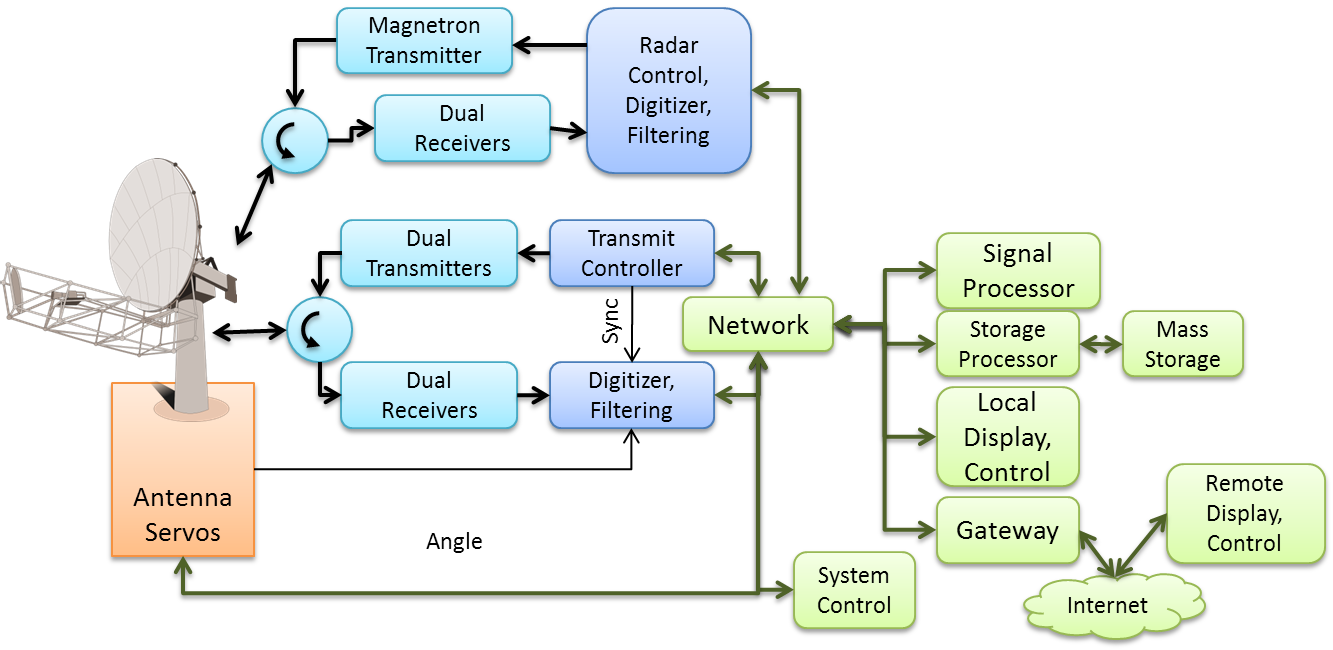 Magnetron
Transmitter
Radar
Control,
Digitizer,
Filtering
Dual
Receivers
Dual
Transmitters
Transmit
Controller
Sync
Network
Dual
Receivers
Digitizer,
Filtering
Signal
Processor
Storage
Processor
Mass
Storage
Local
Display,
Control
Gateway
Remote
Display,
Control
Internet
Antenna
Servos
Angle
System
Control